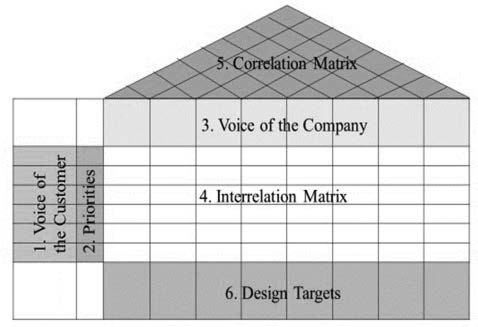 5. Correlation Matrix
3. Voice of the Company
1. Voice of
the Customer
2. Priorities
4. Interrelation Matrix
6. Design Targets